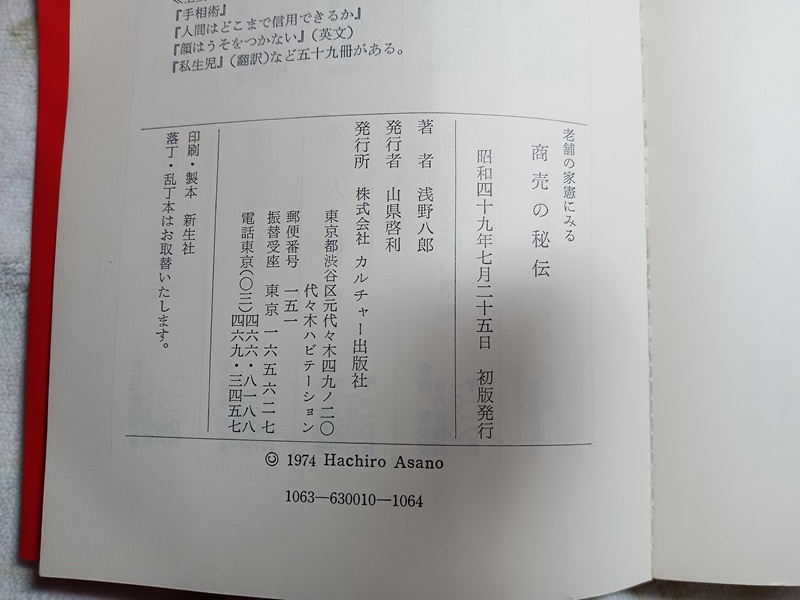 『手相術』
『人間はどこまで信用できるか』
『顔はうそをつかない』（英文）
『私生児』（翻訳）など五十九冊がある。
老舗の家憲にみる
商売の秘伝
昭和四十九年七月二十五日　初版発行
著　者　浅野八郎
発行者　山県啓利
発行所　株式会社　カルチャー出版社
東京都渋谷区元代々木四九ノ二〇
代々木ハビテーション
郵便番号　一五一
振替受座　東京　一六五六二七
電話東京（〇三）四六六・八一八八
四六九・三四五七
印刷・製本　新生社
落丁・乱丁本はお取替いたします。
© 1974 Hachiro Asano
1063―630010―1064